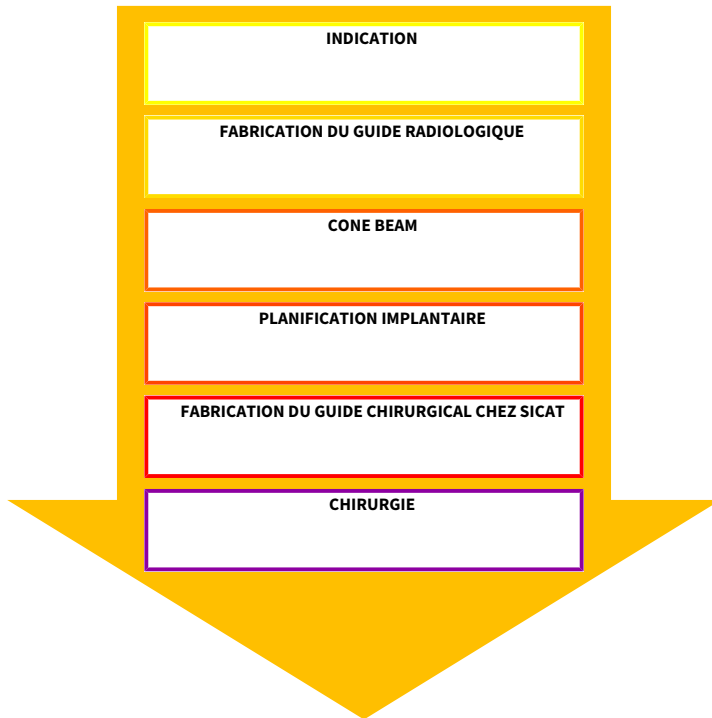 INDICATION
FABRICATION DU GUIDE RADIOLOGIQUE
CONE BEAM
PLANIFICATION IMPLANTAIRE
FABRICATION DU GUIDE CHIRURGICAL CHEZ SICAT
CHIRURGIE